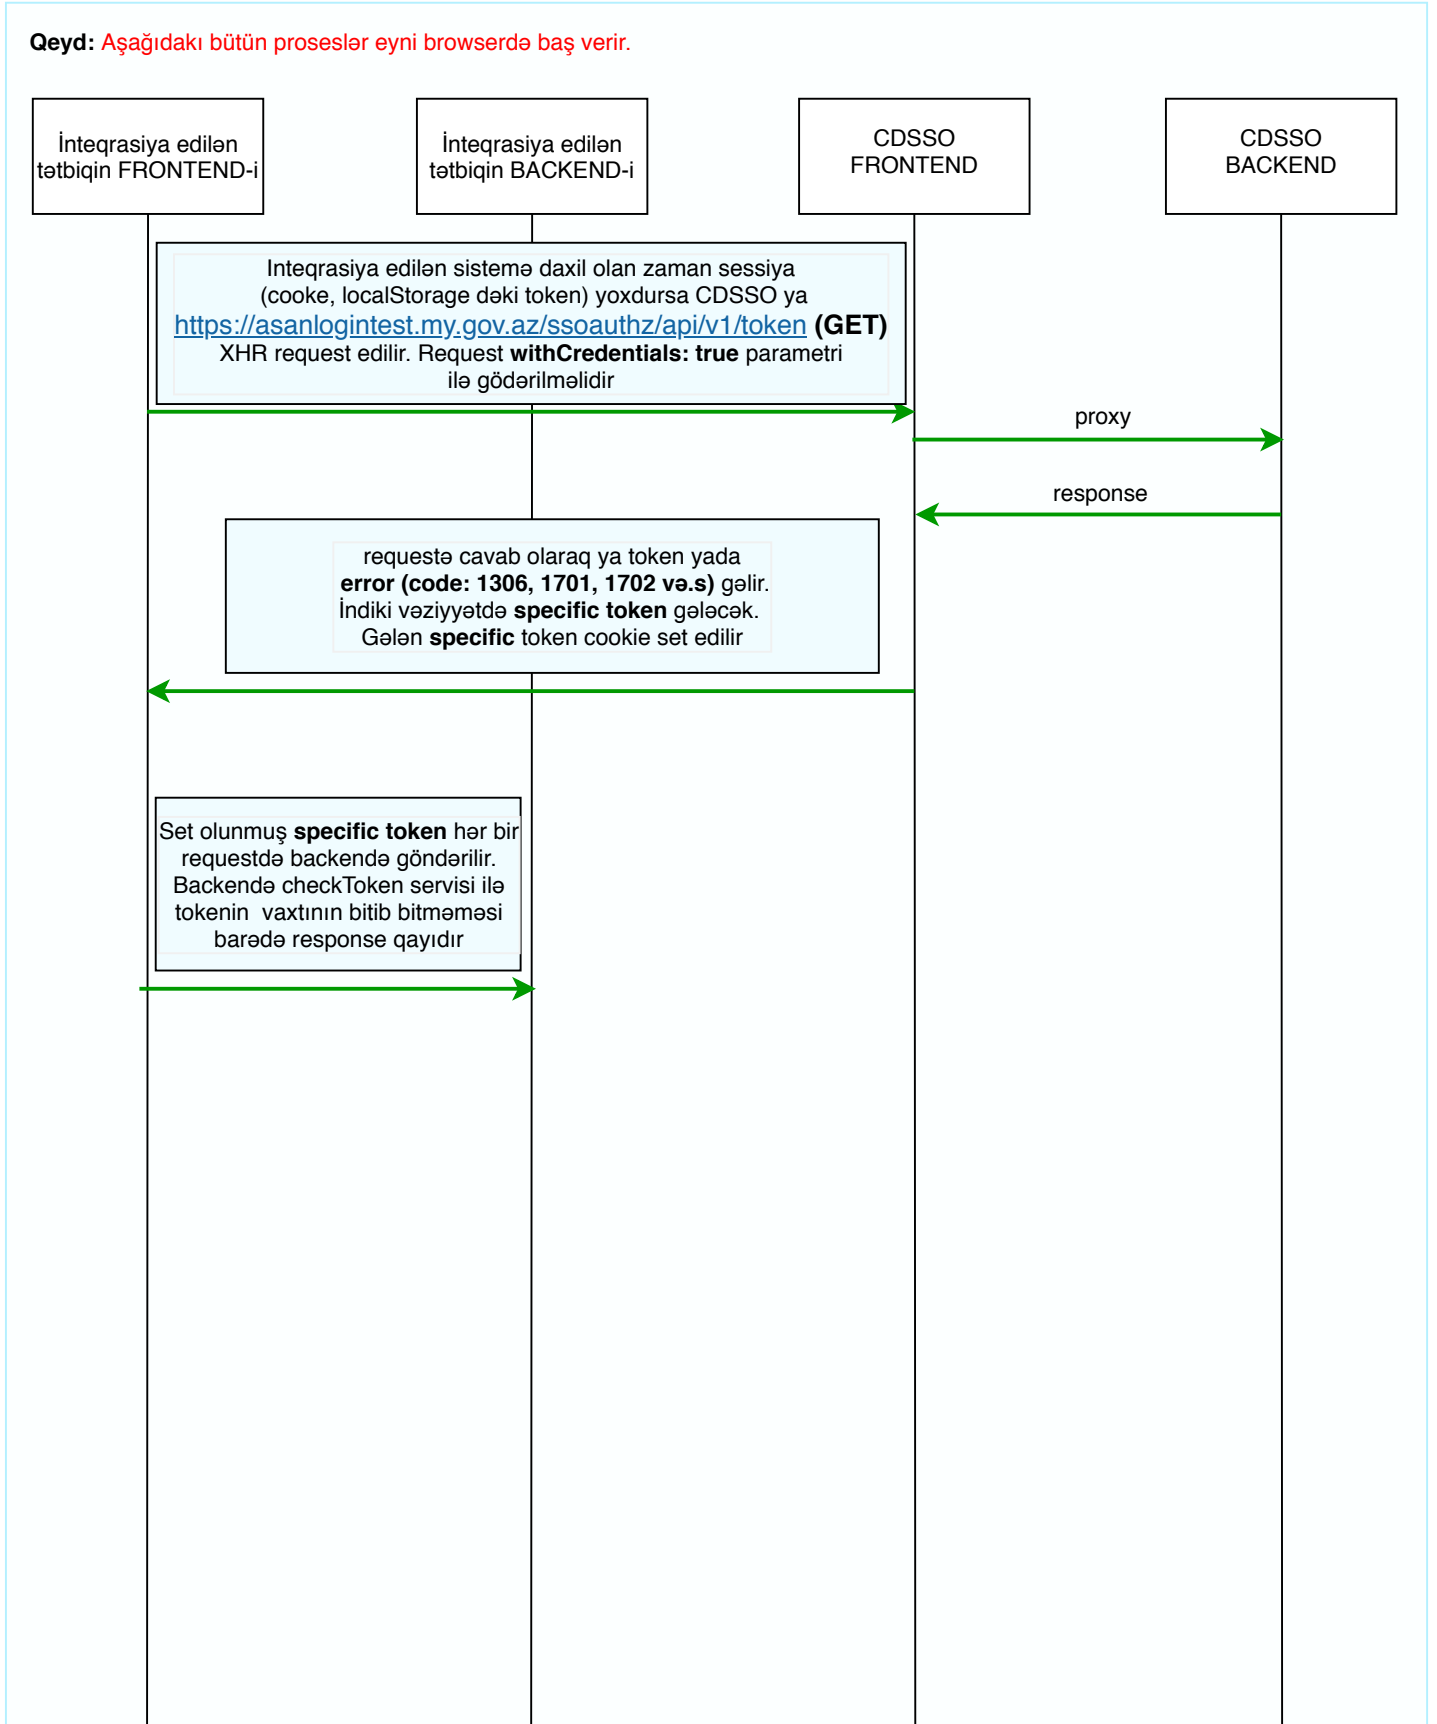 Qeyd: Aşağıdakı bütün proseslər eyni browserdə baş verir.
İnteqrasiya edilən
tətbiqin FRONTEND-i
İnteqrasiya edilən
tətbiqin BACKEND-i
CDSSO
FRONTEND
CDSSO
BACKEND
Inteqrasiya edilən sistemə daxil olan zaman sessiya
(cooke, localStorage dəki token) yoxdursa CDSSO ya
https://asanlogintest.my.gov.az/ssoauthz/api/v1/token (GET)
XHR request edilir. Request withCredentials: true parametri
ilə gödərilməlidir
proxy
response
requestə cavab olaraq ya token yada
error (code: 1306, 1701, 1702 və.s) gəlir.
İndiki vəziyyətdə specific token gələcək.
Gələn specific token cookie set edilir
Set olunmuş specific token hər bir
requestdə backendə göndərilir.
Backendə checkToken servisi ilə
tokenin  vaxtının bitib bitməməsi
barədə response qayıdır